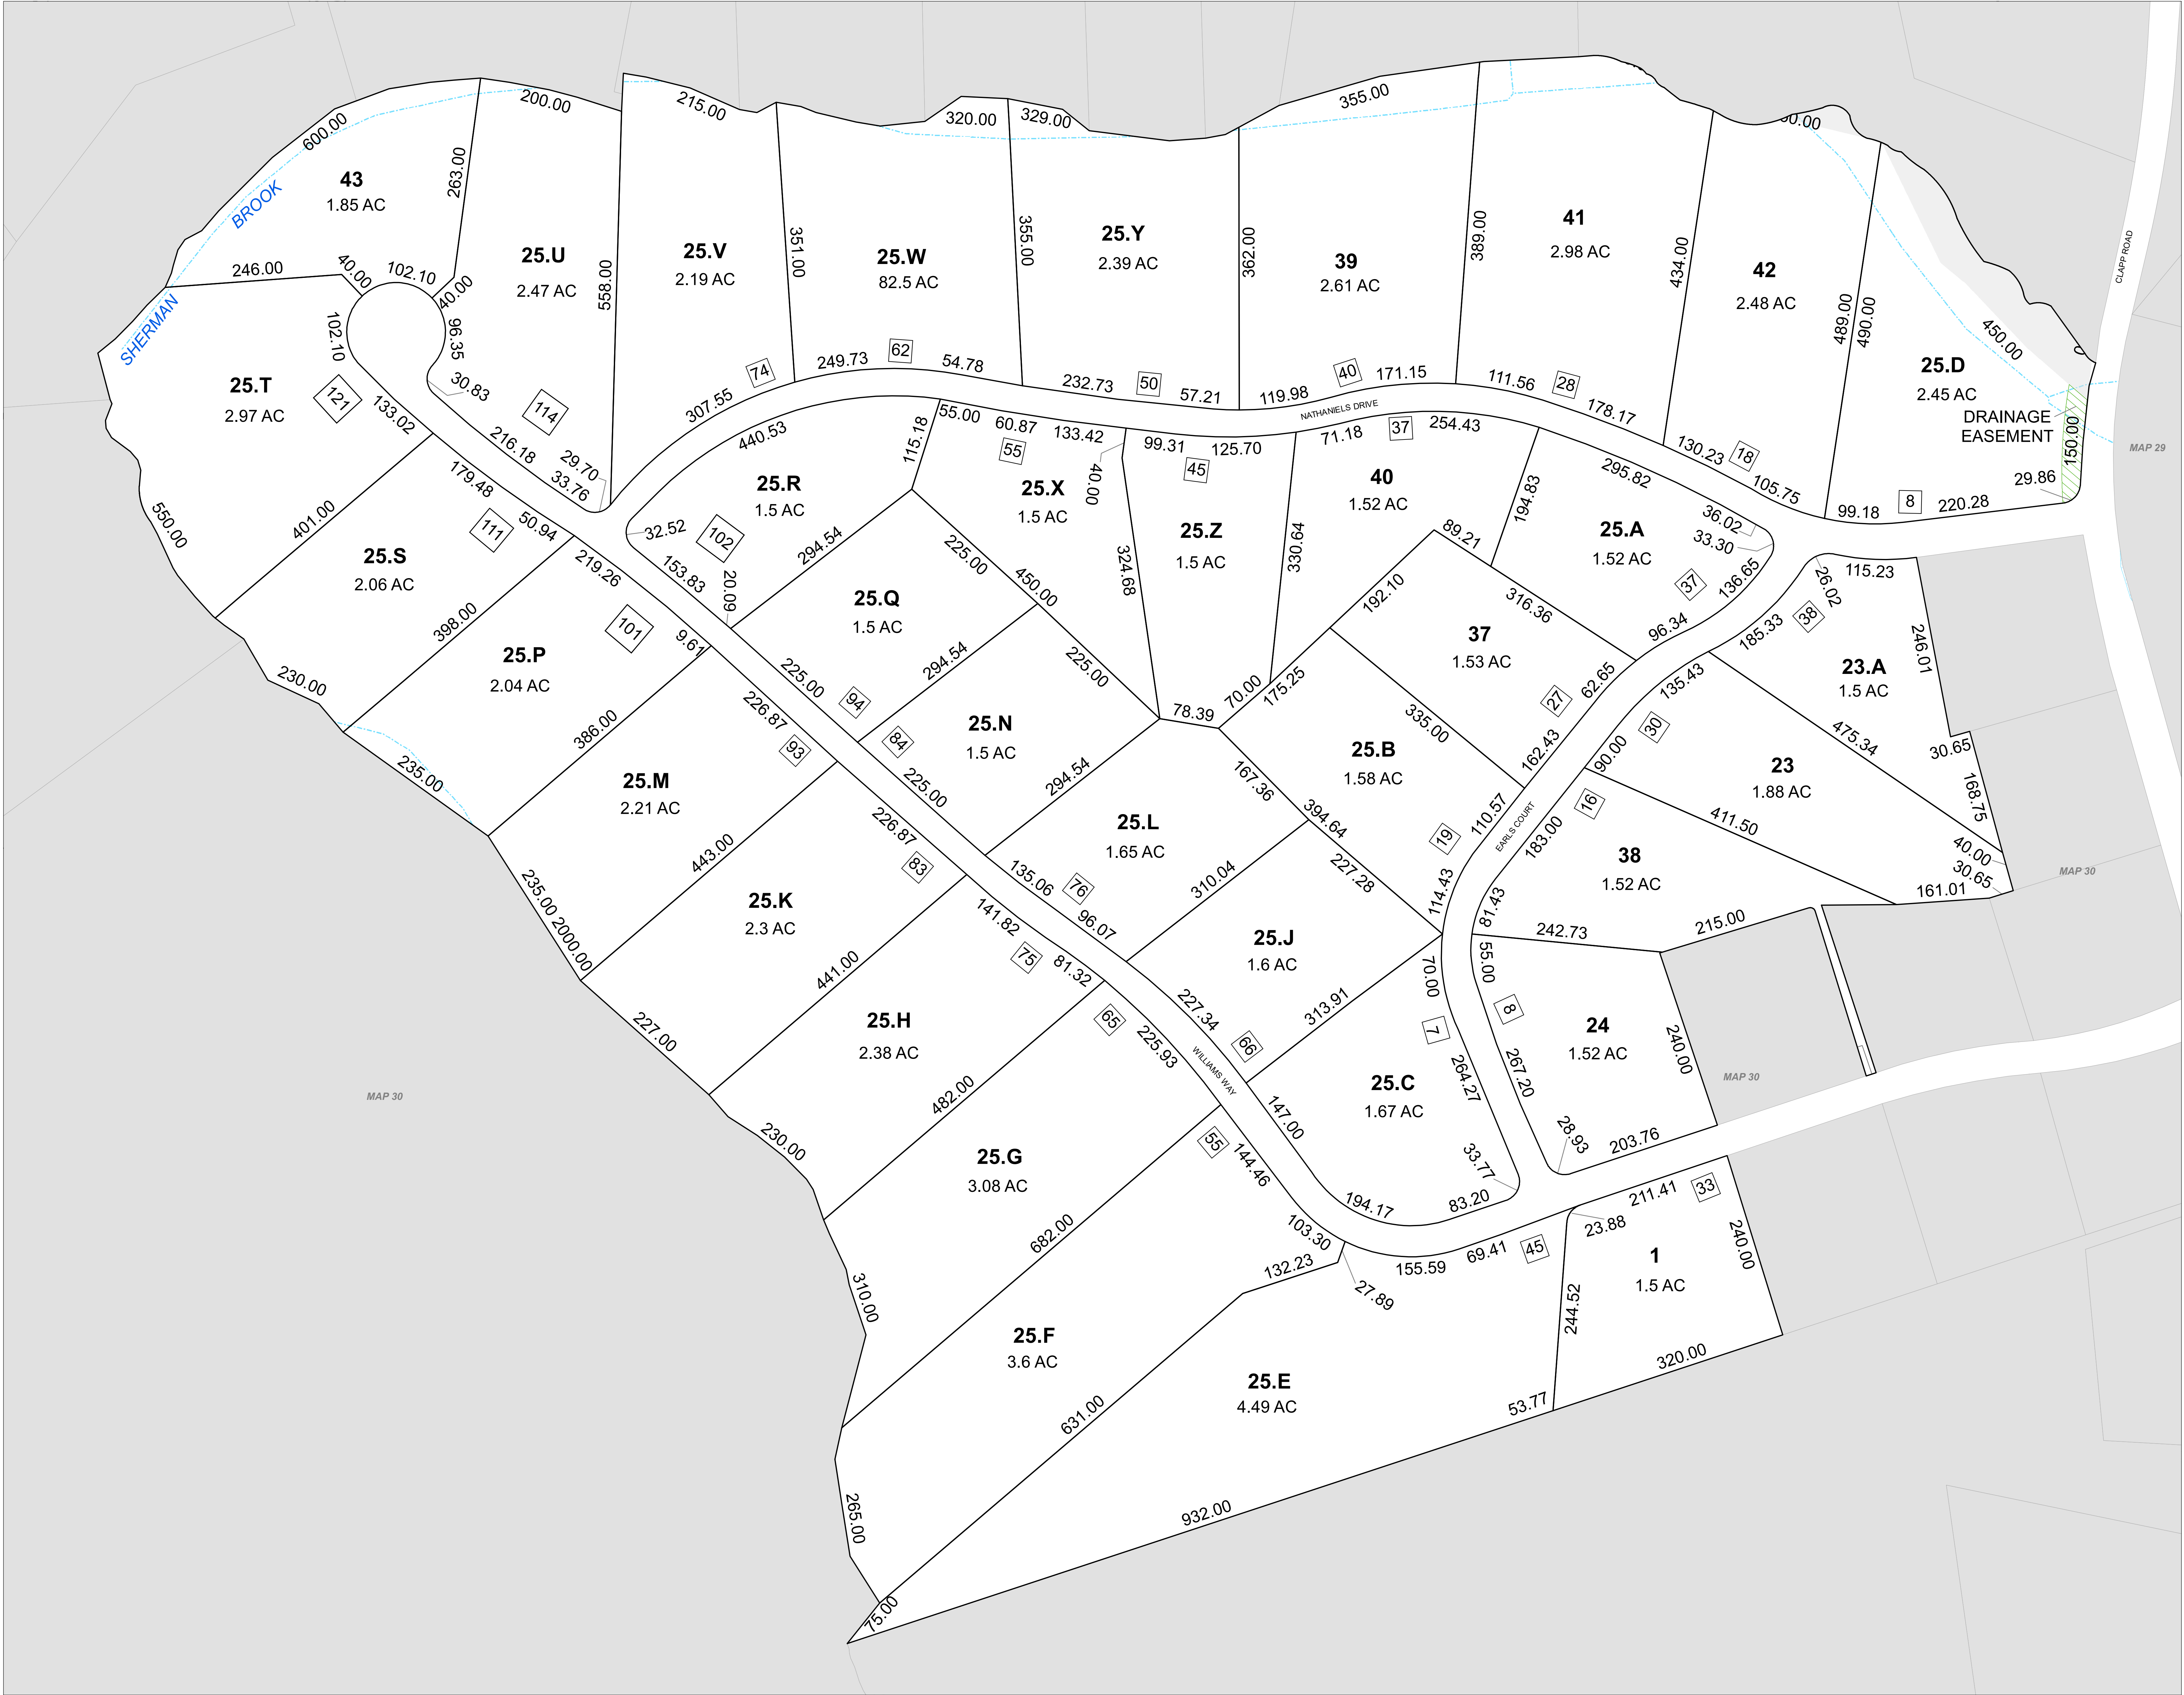 600.00
200.00
215.00
320.00
329.00
355.00
43
1.85 AC
263.00
BROOK
SHERMAN
246.00
40.00
102.10
40.00
102.10
96.35
30.83
25.U
2.47 AC
558.00
25.V
2.19 AC
351.00
25.W
82.5 AC
355.00
25.Y
2.39 AC
362.00
39
2.61 AC
389.00
41
2.98 AC
434.00
42
2.48 AC
489.00
490.00
450.00
25.D
2.45 AC
DRAINAGE
EASEMENT
150.00
29.86
CLAPP ROAD
MAP 29
25.T
2.97 AC
121
133.02
114
216.18
29.70
33.76
307.55
74
249.73
62
54.78
232.73
50
57.21
119.98
40
171.15
NATHANIELS DRIVE
111.56
28
178.17
130.23
18
105.75
99.18
8
220.28
440.53
115.18
55.00
60.87
133.42
55
40.00
99.31
125.70
45
71.18
37
254.43
295.82
36.02
33.30
136.65
550.00
401.00
179.48
50.94
111
25.S
2.06 AC
230.00
398.00
219.26
101
9.61
25.P
2.04 AC
235.00
386.00
32.52
102
153.83
20.09
25.R
1.5 AC
294.54
225.00
450.00
25.X
1.5 AC
324.68
25.Z
1.5 AC
330.64
40
1.52 AC
194.83
89.21
25.A
1.52 AC
37
316.36
192.10
37
1.53 AC
96.34
62.65
27
26.02
115.23
38
185.33
246.01
23.A
1.5 AC
135.43
30
90.00
475.34
30.65
168.75
23
1.88 AC
40.00
30.65
161.01
MAP 30
25.Q
1.5 AC
294.54
225.00
94
225.00
78.39
70.00
175.25
25.M
2.21 AC
226.87
93
443.00
235.00
2000.00
25.N
1.5 AC
84
225.00
294.54
25.B
1.58 AC
335.00
162.43
110.57
19
EARLS COURT
16
183.00
411.50
38
1.52 AC
81.43
114.43
242.73
215.00
25.K
2.3 AC
226.87
83
441.00
227.00
25.L
1.65 AC
135.06
76
96.07
310.04
167.36
394.64
227.28
25.J
1.6 AC
313.91
227.34
66
25.H
2.38 AC
141.82
75
81.32
482.00
230.00
65
225.93
WILLIAMS WAY
70.00
7
264.27
55.00
8
267.20
24
1.52 AC
240.00
28.93
203.76
MAP 30
MAP 30
25.C
1.67 AC
147.00
33.77
83.20
194.17
25.G
3.08 AC
55
144.46
682.00
310.00
103.30
132.23
27.89
155.59
69.41
45
23.88
211.41
33
1
1.5 AC
240.00
244.52
320.00
53.77
25.F
3.6 AC
631.00
265.00
25.E
4.49 AC
932.00
75.00